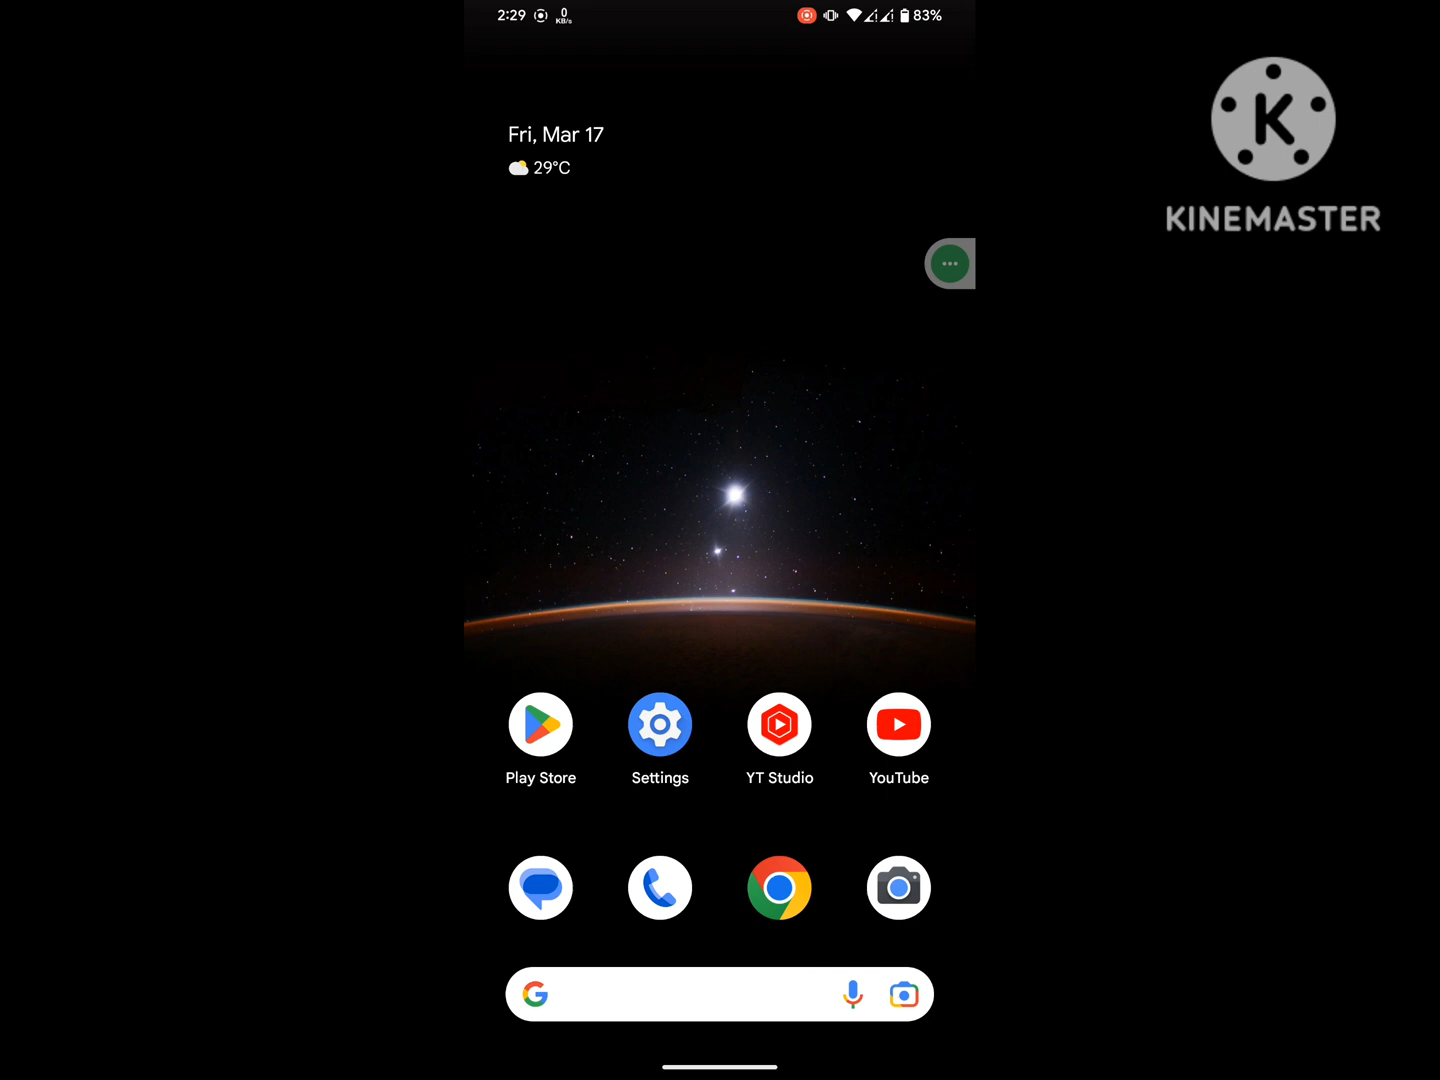 2:29 0 KB/s 83%
KINEMASTER
Fri, Mar 17
29°C
Play Store Settings YT Studio YouTube